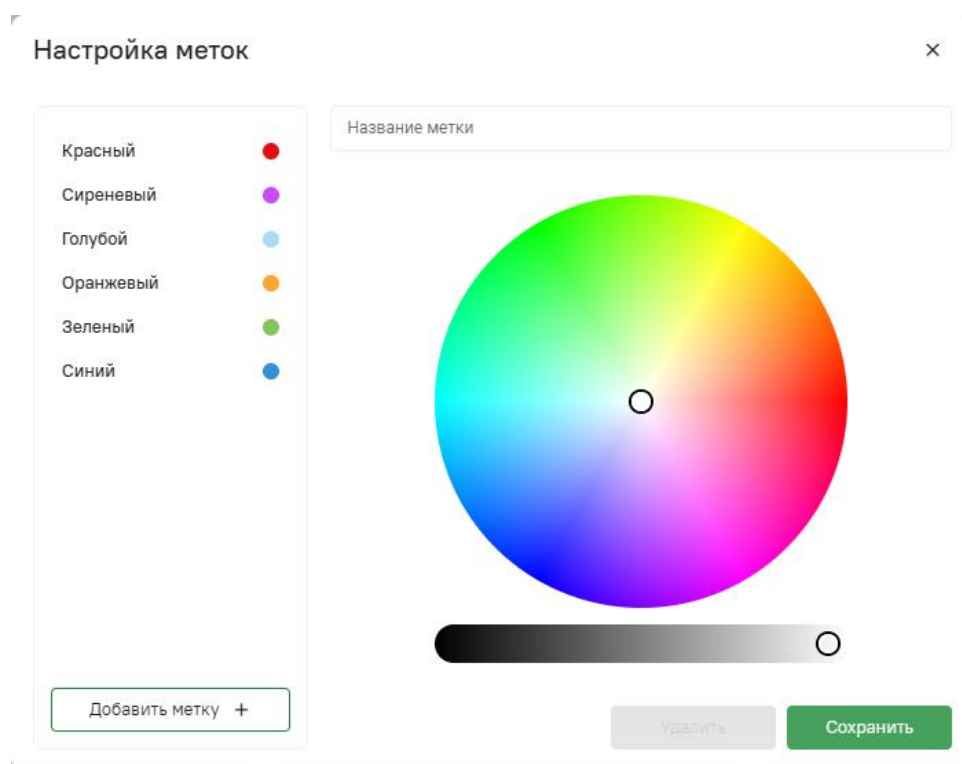 Настройка меток
Красный
Сиреневый
Голубой
Оранжевый
Зеленый
Синий
Добавить метку +
Название метки
Удалить
Сохранить